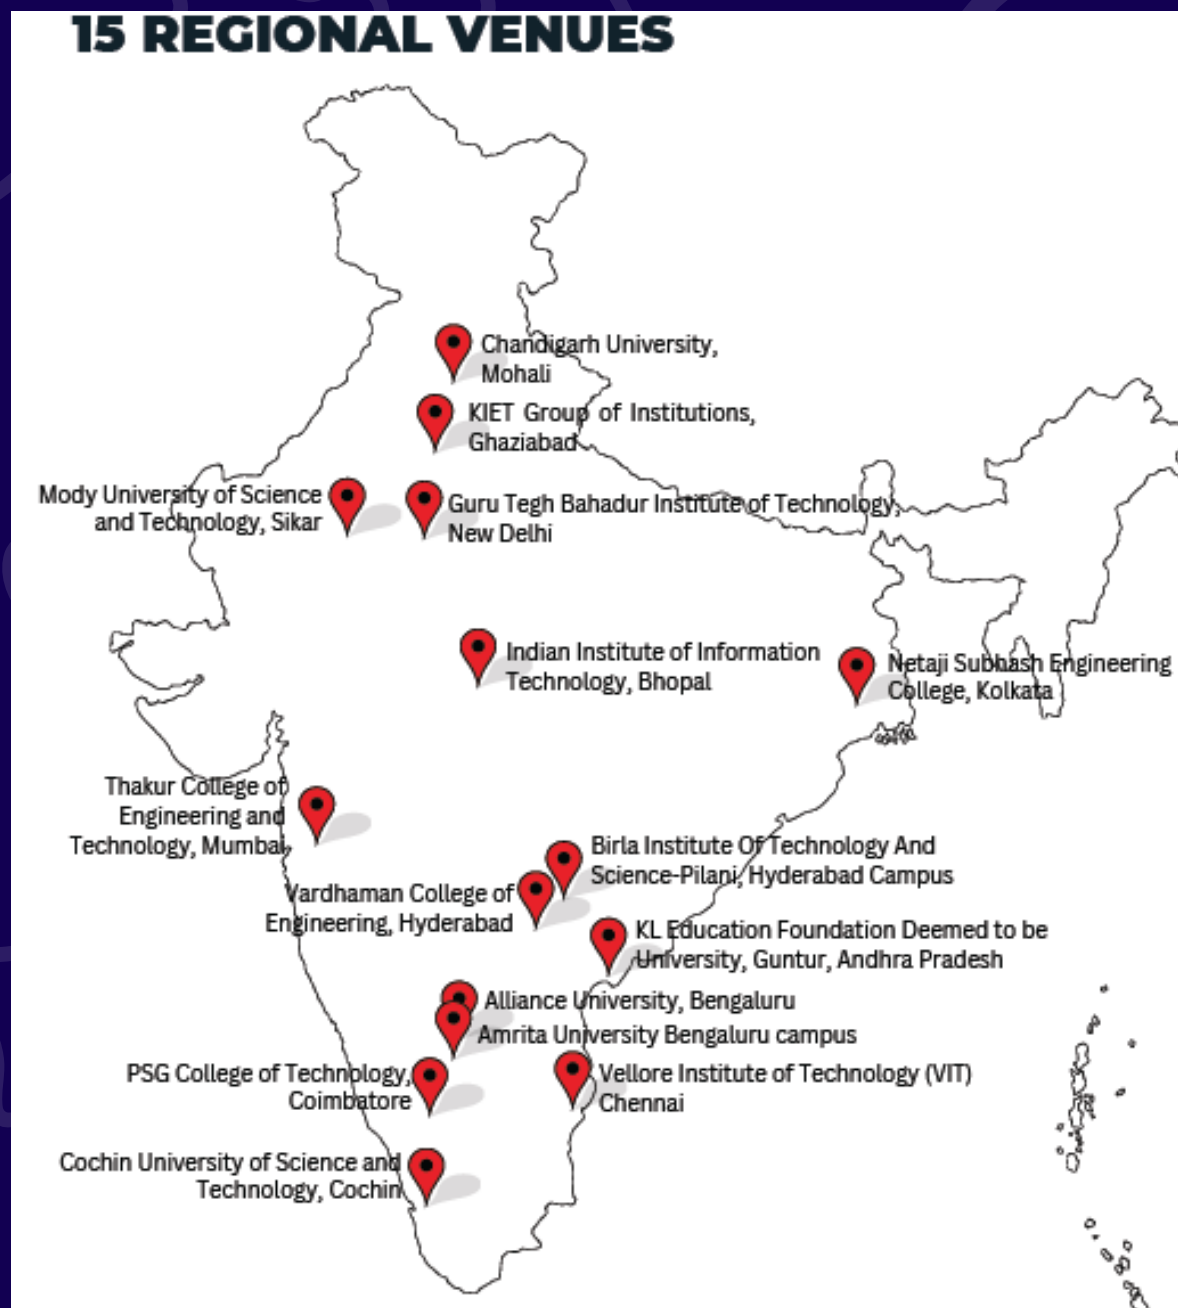 15 REGIONAL VENUES
Chandigarh University,
Mohali
KIET Group of Institutions,
Ghaziabad
Mody University of Science
and Technology, Sikar
Guru Tegh Bahadur Institute of Technology,
New Delhi
Indian Institute of Information
Technology, Bhopal
Netaji Subhash Engineering
College, Kolkata
Thakur College of
Engineering and
Technology, Mumbai
Birla Institute Of Technology And
Science-Pilani, Hyderabad Campus
Vardhaman College of
Engineering, Hyderabad
KL Education Foundation Deemed to be
University, Guntur, Andhra Pradesh
Alliance University, Bengaluru
Amrita University Bengaluru campus
PSG College of Technology,
Coimbatore
Vellore Institute of Technology (VIT)
Chennai
Cochin University of Science and
Technology, Cochin